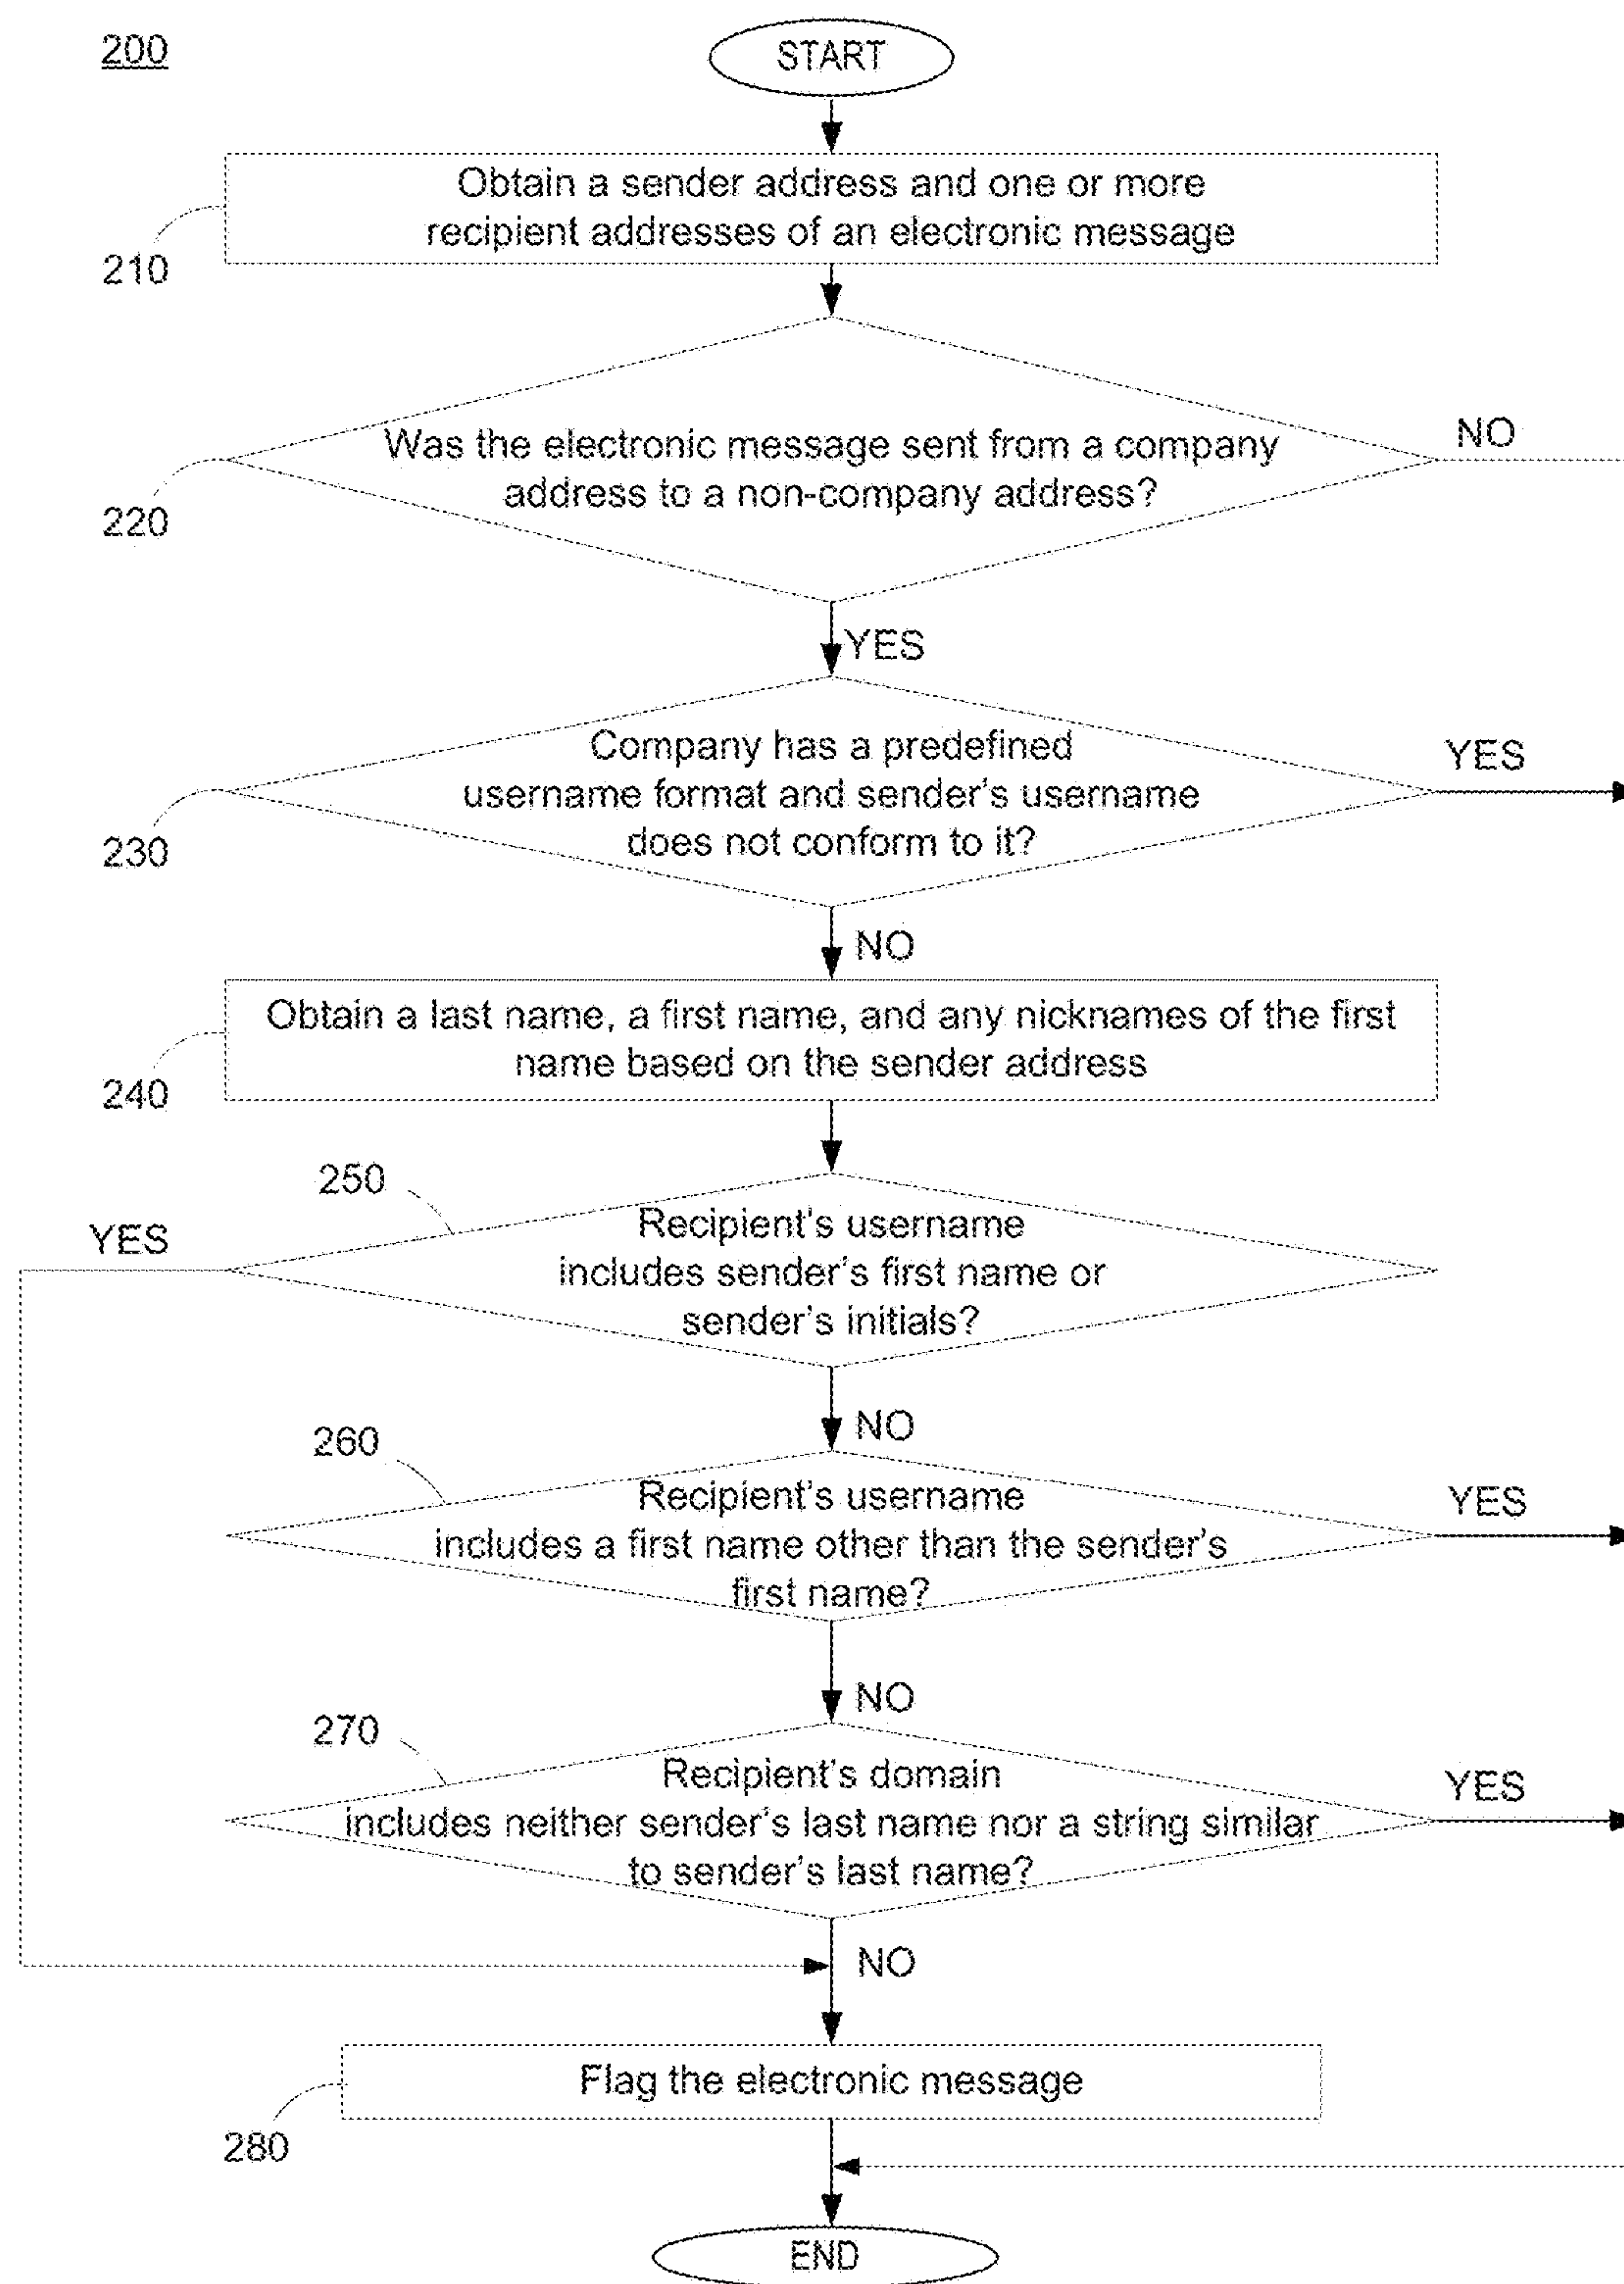 200
START
Obtain a sender address and one or more
recipient addresses of an electronic message
210
Was the electronic message sent from a company
address to a non-company address?
NO
220
YES
Company has a predefined
username format and sender's username
does not conform to it?
YES
230
NO
Obtain a last name, a first name, and any nicknames of the first
name based on the sender address
240
250
YES
Recipient's username
includes sender's first name or
sender's initials?
NO
260
Recipient's username
includes a first name other than the sender's
first name?
YES
NO
270
Recipient's domain
includes neither sender's last name nor a string similar
to sender's last name?
YES
NO
Flag the electronic message
280
END